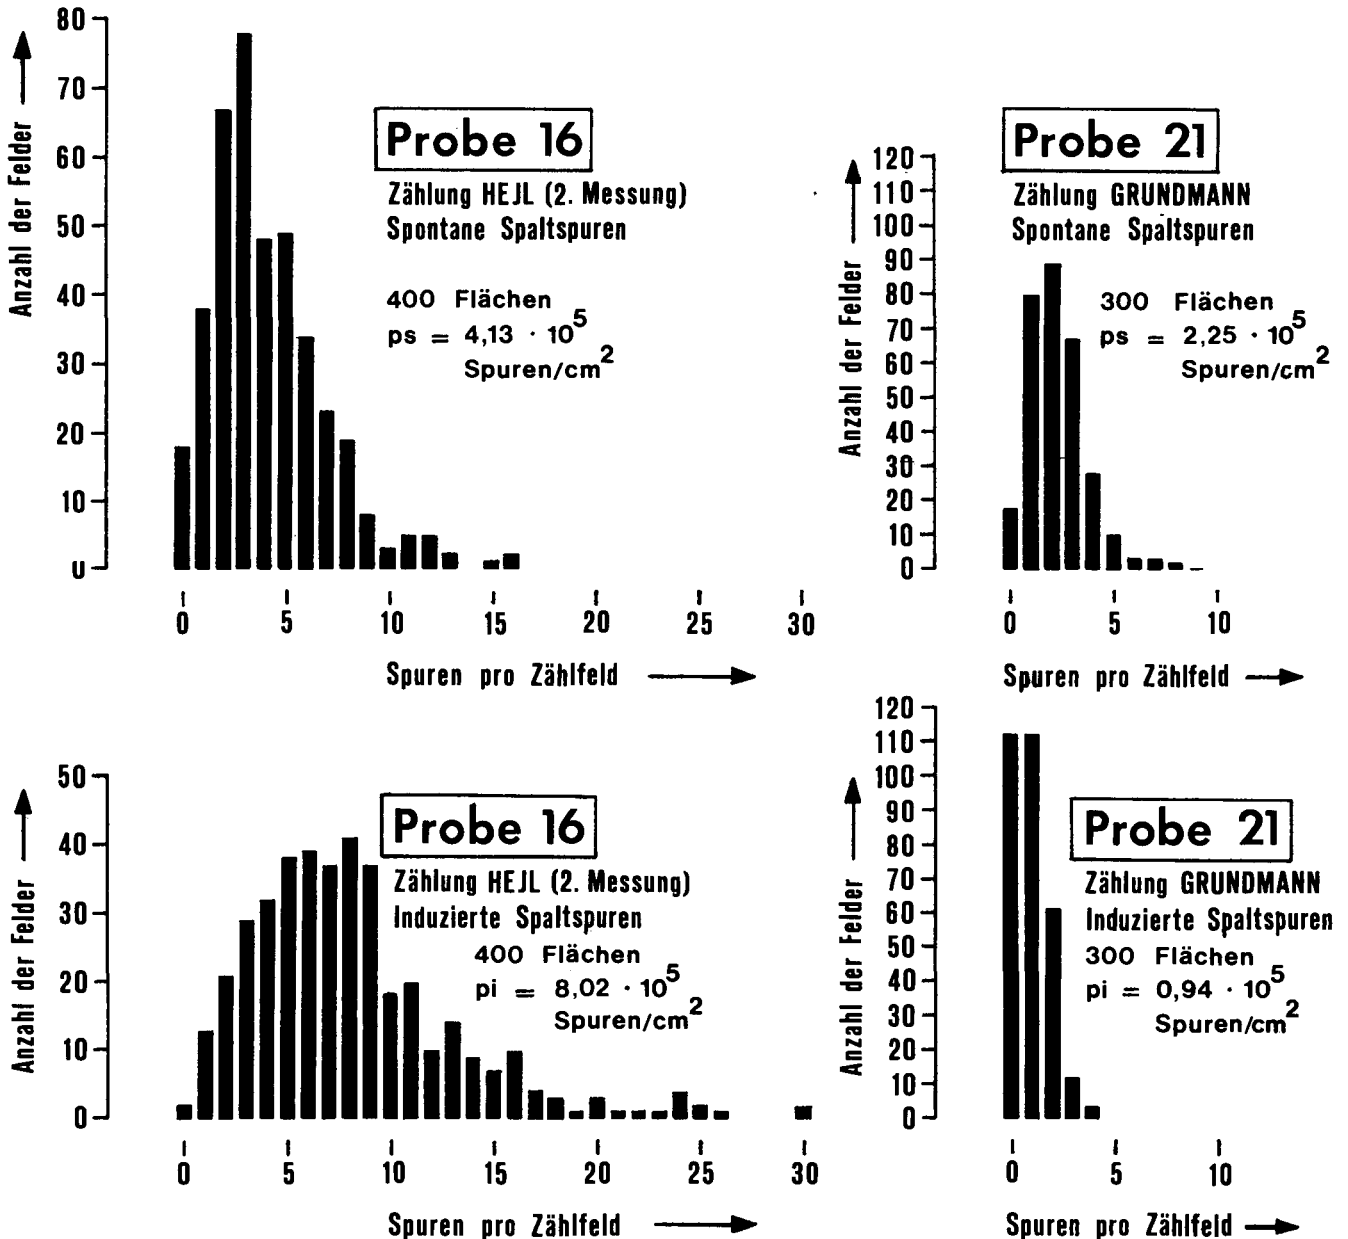 Anzahl der Felder
80
70
60
50
40
30
20
10
0
Probe 16
Zählung HEJL (2. Messung)
Spontane Spaltspuren
400 Flächen
ps = 4,13 · 10⁵
Spuren/cm²
0 5 10 15 20 25 30
Spuren pro Zählfeld
Anzahl der Felder
120
110
100
90
80
70
60
50
40
30
20
10
0
Probe 21
Zählung GRUNDMANN
Spontane Spaltspuren
300 Flächen
ps = 2,25 · 10⁵
Spuren/cm²
0 5 10
Spuren pro Zählfeld
Anzahl der Felder
50
40
30
20
10
0
Probe 16
Zählung HEJL (2. Messung)
Induzierte Spaltspuren
400 Flächen
pi = 8,02 · 10⁵
Spuren/cm²
0 5 10 15 20 25 30
Spuren pro Zählfeld
Anzahl der Felder
120
110
100
90
80
70
60
50
40
30
20
10
0
Probe 21
Zählung GRUNDMANN
Induzierte Spaltspuren
300 Flächen
pi = 0,94 · 10⁵
Spuren/cm²
0 5 10
Spuren pro Zählfeld